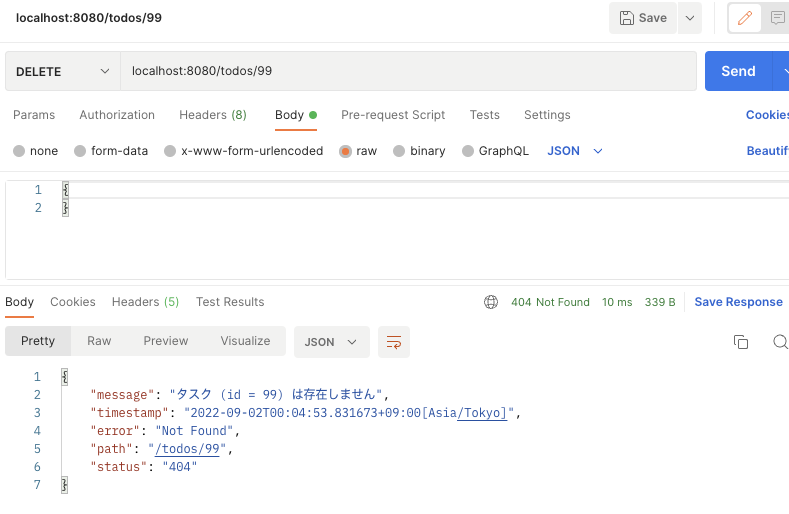 localhost:8080/todos/99 Save
DELETE localhost:8080/todos/99 Send
Params Authorization Headers (8) Body Pre-request Script Tests Settings Cookies
none form-data x-www-form-urlencoded raw binary GraphQL JSON Beautif
1 {
2 }
Body Cookies Headers (5) Test Results 404 Not Found 10 ms 339 B Save Response
Pretty Raw Preview Visualize JSON
1 {
2 "message": "タスク (id = 99) は存在しません",
3 "timestamp": "2022-09-02T00:04:53.831673+09:00[Asia/Tokyo]",
4 "error": "Not Found",
5 "path": "/todos/99",
6 "status": "404"
7 }